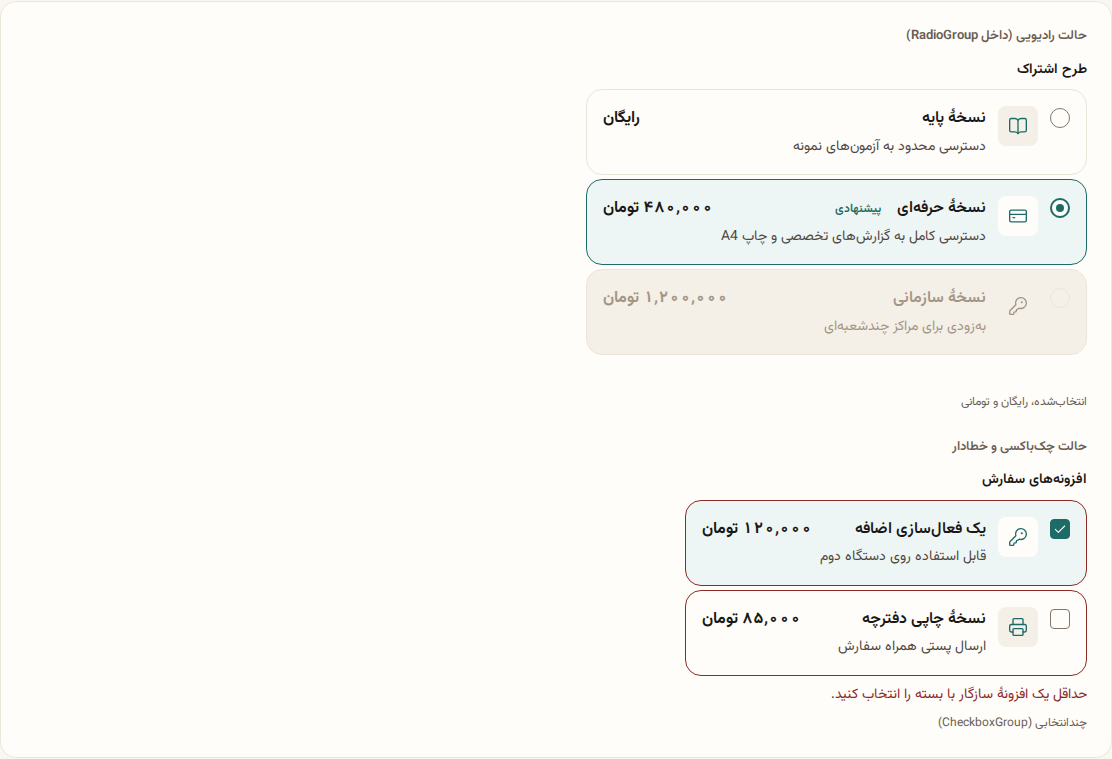 حالت رادیویی (داخل RadioGroup)
طرح اشتراک
نسخهٔ پایه رایگان
دسترسی محدود به آزمون‌های نمونه
نسخهٔ حرفه‌ای پیشنهادی ۴۸۰,۰۰۰ تومان
دسترسی کامل به گزارش‌های تخصصی و چاپ A4
نسخهٔ سازمانی ۱,۲۰۰,۰۰۰ تومان
به‌زودی برای مراکز چندشعبه‌ای
انتخاب‌شده، رایگان و تومانی
حالت چک‌باکسی و خطادار
افزونه‌های سفارش
یک فعال‌سازی اضافه ۱۲۰,۰۰۰ تومان
قابل استفاده روی دستگاه دوم
نسخهٔ چاپی دفترچه ۸۵,۰۰۰ تومان
ارسال پستی همراه سفارش
حداقل یک افزونهٔ سازگار با بسته را انتخاب کنید.
چندانتخابی (CheckboxGroup)